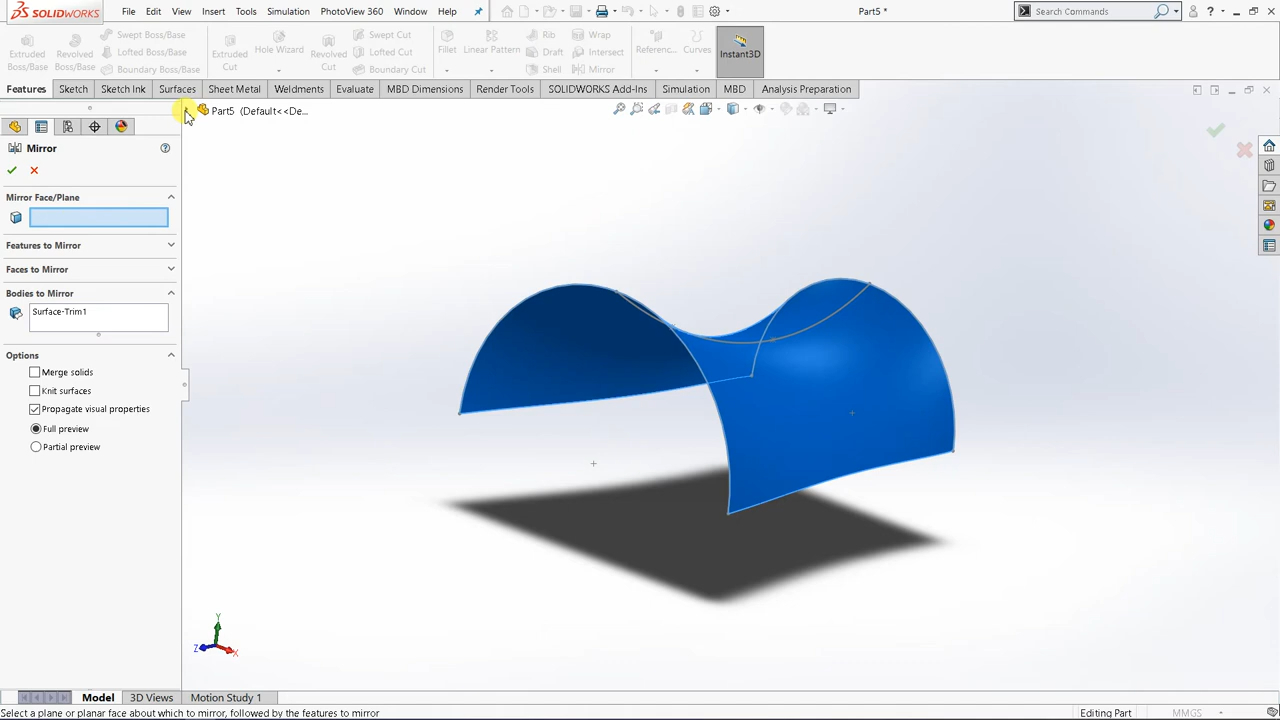 SOLIDWORKS File Edit View Insert Tools Simulation PhotoView 360 Window Help Part5 * Search Commands ?
Extruded Boss/Base Revolved Boss/Base Swept Boss/Base Lofted Boss/Base Boundary Boss/Base Extruded Cut Hole Wizard Revolved Cut Swept Cut Lofted Cut Boundary Cut Fillet Linear Pattern Rib Draft Shell Wrap Intersect Mirror Referenc... Curves Instant3D
Features Sketch Sketch Ink Surfaces Sheet Metal Weldments Evaluate MBD Dimensions Render Tools SOLIDWORKS Add-Ins Simulation MBD Analysis Preparation
Part5 (Default<<De...
Mirror
Mirror Face/Plane
Features to Mirror
Faces to Mirror
Bodies to Mirror
Surface-Trim1
Options
Merge solids
Knit surfaces
Propagate visual properties
Full preview
Partial preview
Y
Z X
Model 3D Views Motion Study 1
Select a plane or planar face about which to mirror, followed by the features to mirror Editing Part MMGS